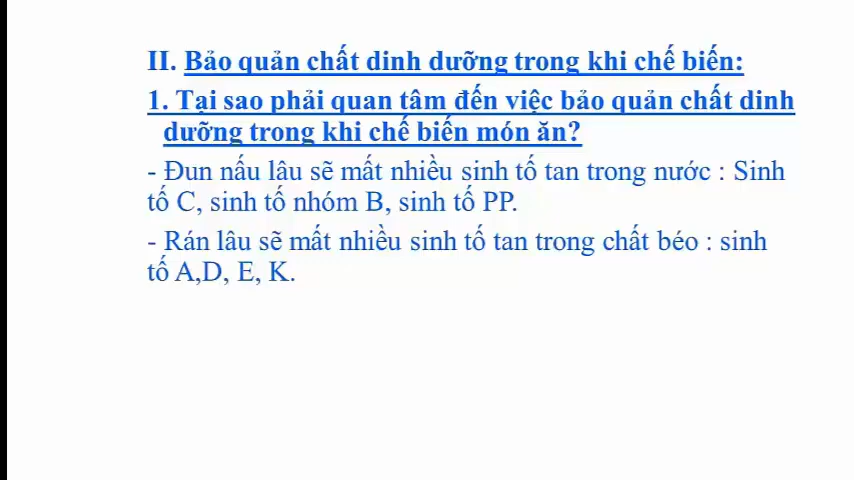 II. Bảo quản chất dinh dưỡng trong khi chế biến:
1. Tại sao phải quan tâm đến việc bảo quản chất dinh
dưỡng trong khi chế biến món ăn?
- Đun nấu lâu sẽ mất nhiều sinh tố tan trong nước : Sinh
tố C, sinh tố nhóm B, sinh tố PP.
- Rán lâu sẽ mất nhiều sinh tố tan trong chất béo : sinh
tố A,D, E, K.